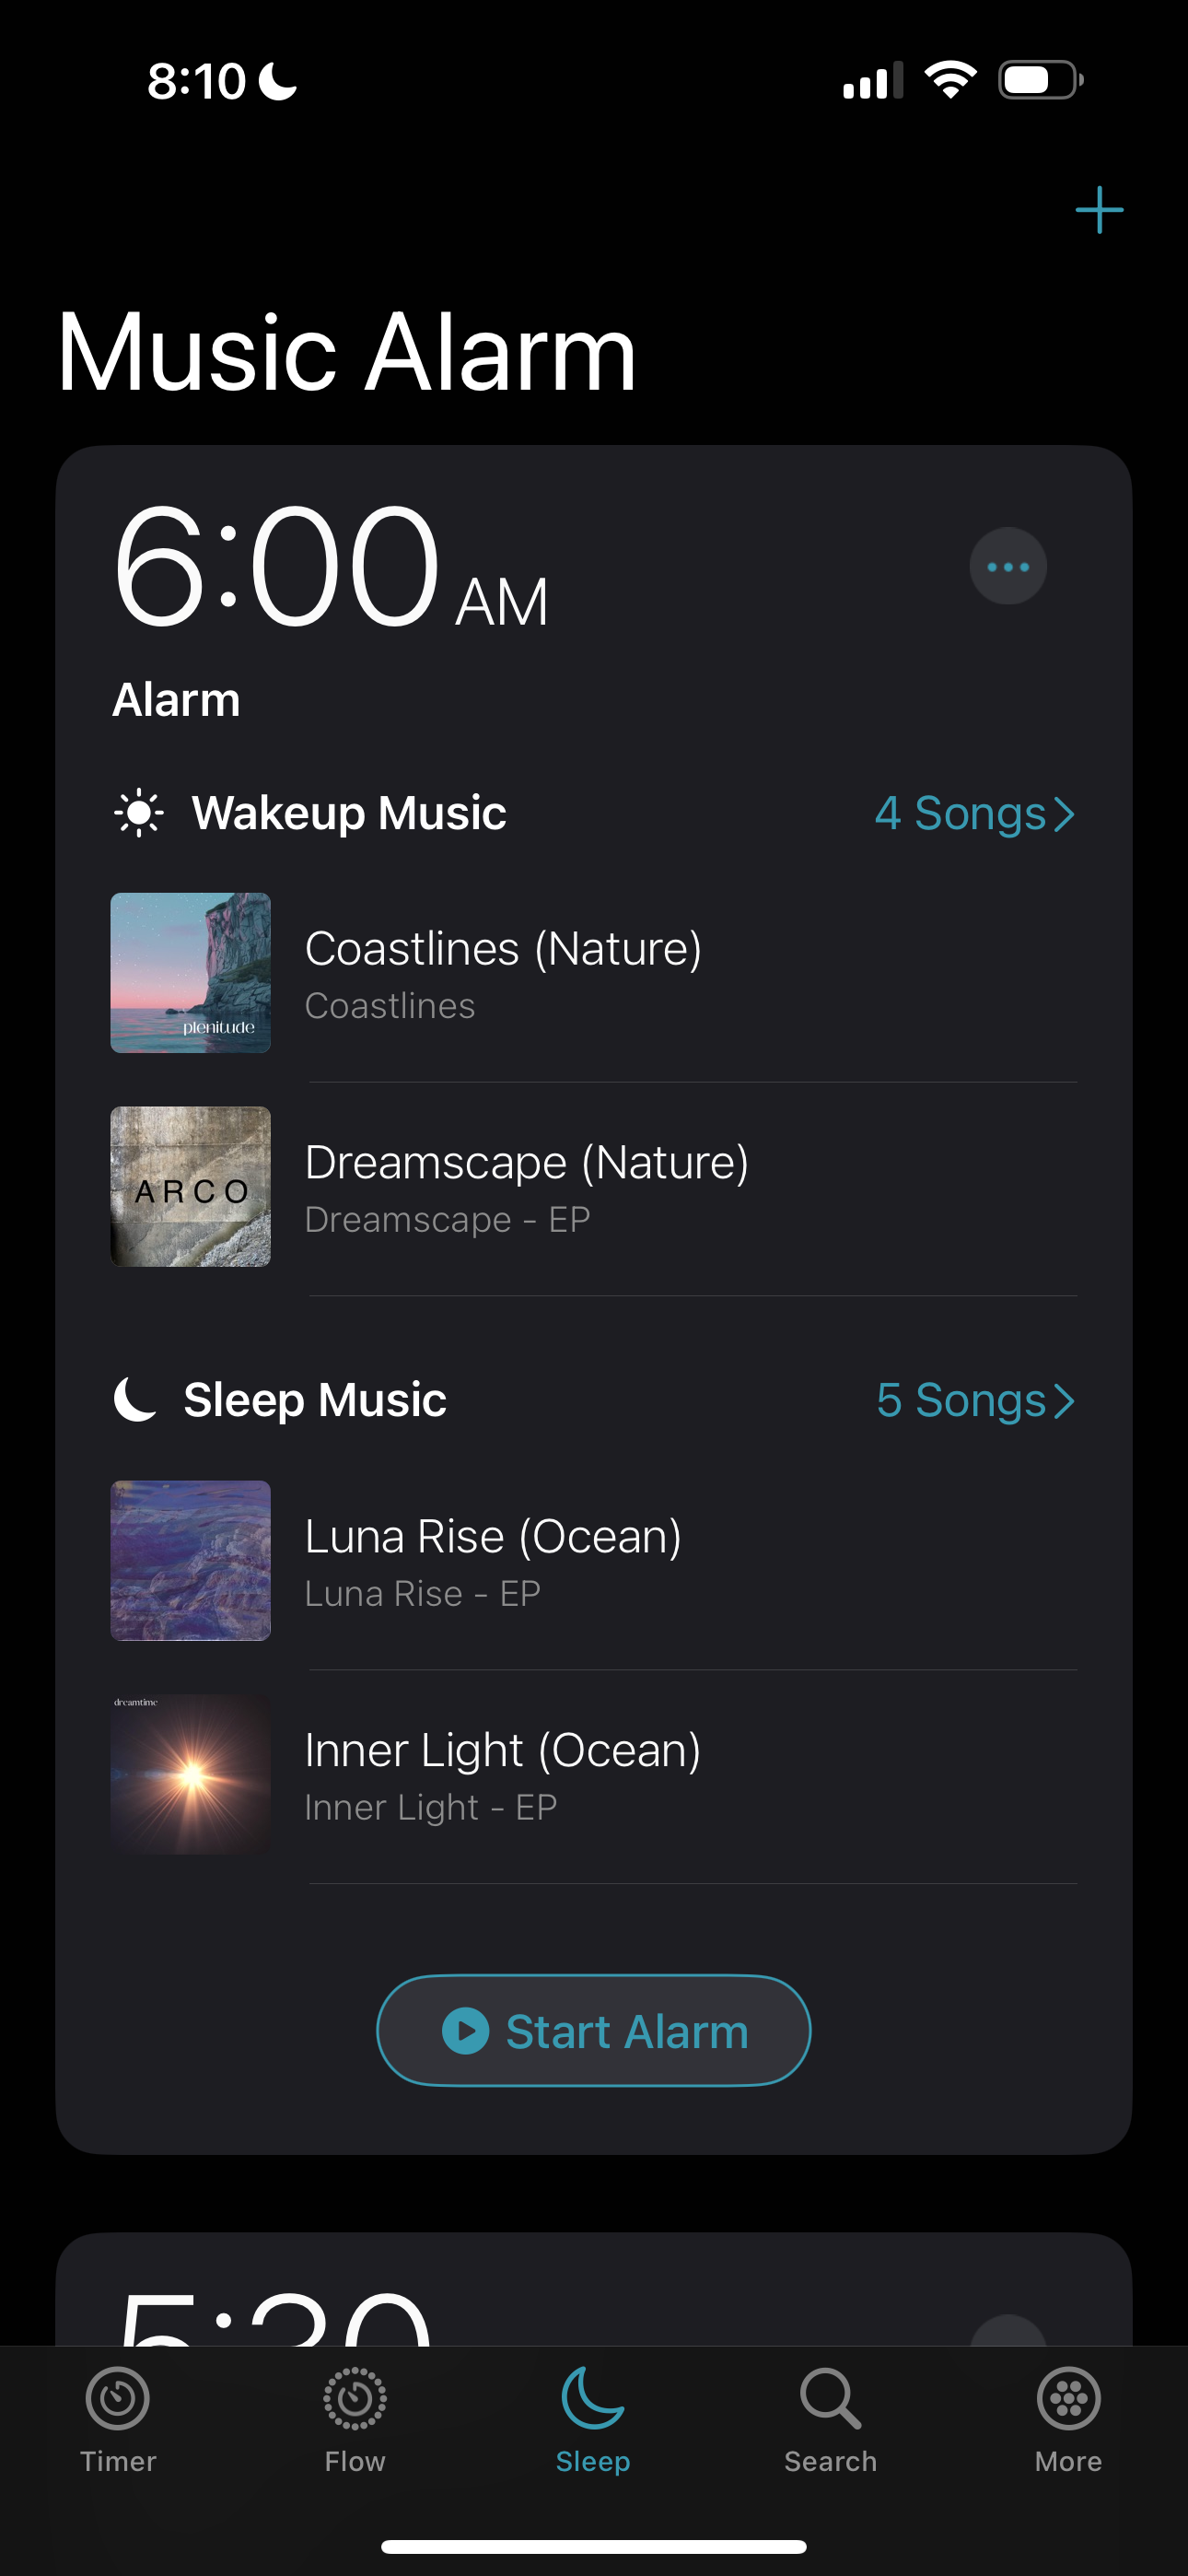 8:10
Music Alarm
6:00 AM
Alarm
Wakeup Music
4 Songs
plenitude
Coastlines (Nature)
Coastlines
ARCO
Dreamscape (Nature)
Dreamscape - EP
Sleep Music
5 Songs
Luna Rise (Ocean)
Luna Rise - EP
dreamtime
Inner Light (Ocean)
Inner Light - EP
Start Alarm
Timer
Flow
Sleep
Search
More